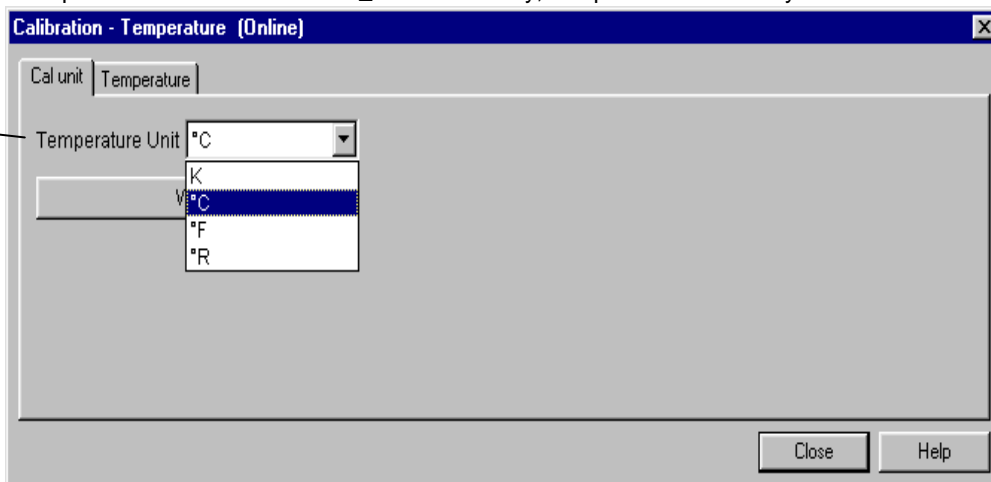 Calibration - Temperature (Online)
Cal unit Temperature
Temperature Unit °C
K
°C
°F
°R
Close Help